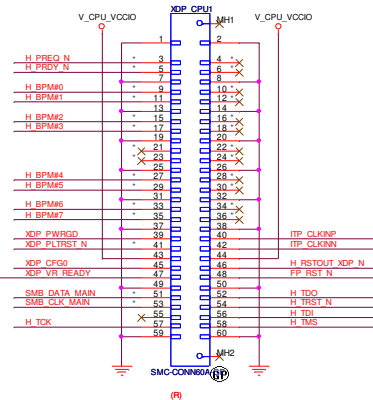 XDP_CPU1
V_CPU_VCCIO V_CPU_VCCIO
MH1
1 2
H_PREQ_N 3 4
H_PRDY_N 5 6
7 8
H_BPM#0 9 10
H_BPM#1 11 12
13 14
H_BPM#2 15 16
H_BPM#3 17 18
19 20
21 22
23 24
25 26
H_BPM#4 27 28
H_BPM#5 29 30
31 32
H_BPM#6 33 34
H_BPM#7 35 36
37 38
XDP_PWRGD 39 40 ITP_CLKINP
XDP_PLTRST_N 41 42 ITP_CLKINN
43 44
XDP_CFG0 45 46 H_RSTOUT_XDP_N
XDP_VR_READY 47 48 FP_RST_N
49 50
SMB_DATA_MAIN 51 52 H_TDO
SMB_CLK_MAIN 53 54 H_TRST_N
55 56 H_TDI
H_TCK 57 58 H_TMS
59 60
MH2
SMC-CONN60A
GP
(R)